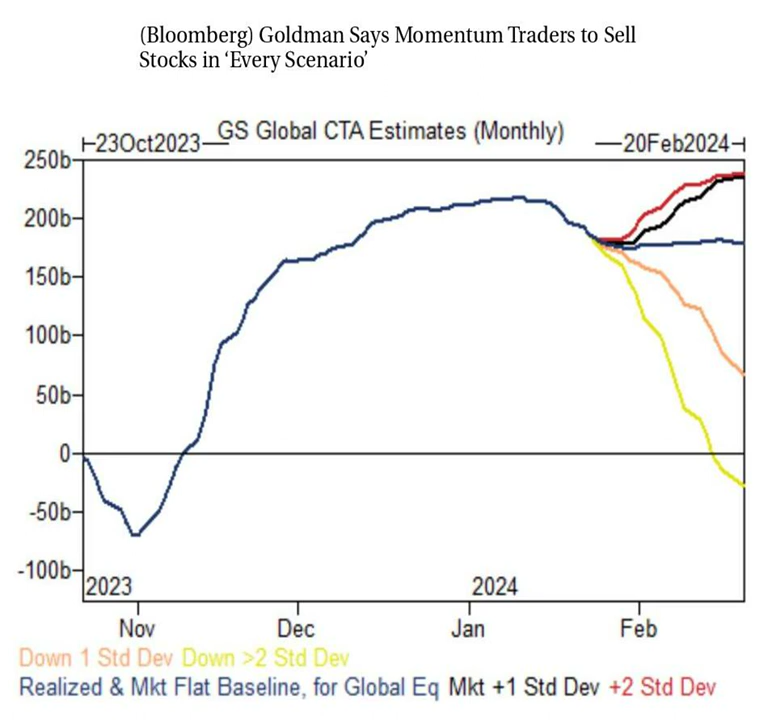 (Bloomberg) Goldman Says Momentum Traders to Sell
Stocks in ‘Every Scenario’
GS Global CTA Estimates (Monthly)
23Oct2023
20Feb2024
250b
200b
150b
100b
50b
0
-50b
-100b
2023
2024
Nov
Dec
Jan
Feb
Down 1 Std Dev Down >2 Std Dev
Realized & Mkt Flat Baseline, for Global Eq Mkt +1 Std Dev +2 Std Dev